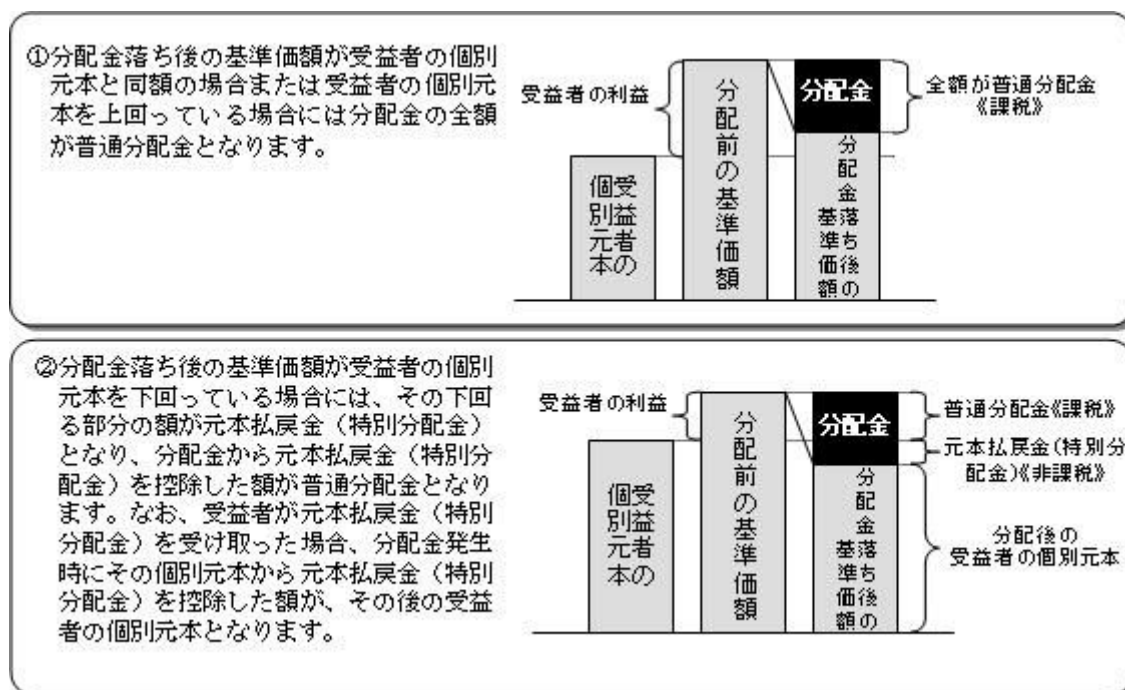 ①分配金落ち後の基準価額が受益者の個別
元本と同額の場合または受益者の個別元
本を上回っている場合には分配金の全額
が普通分配金となります。
受益者の利益
受益者の
個別元本
分配前の基準価額
分配金
分配金落ち後の
基準価額
全額が普通分配金
《課税》
②分配金落ち後の基準価額が受益者の個別
元本を下回っている場合には、その下回
る部分の額が元本払戻金（特別分配金）
となり、分配金から元本払戻金（特別分
配金）を控除した額が普通分配金となり
ます。なお、受益者が元本払戻金（特別
分配金）を受け取った場合、分配金発生
時にその個別元本から元本払戻金（特別
分配金）を控除した額が、その後の受益
者の個別元本となります。
受益者の利益
受益者の
個別元本
分配前の基準価額
分配金
分配金落ち後の
基準価額
普通分配金《課税》
元本払戻金(特別分
配金)《非課税》
分配後の
受益者の個別元本